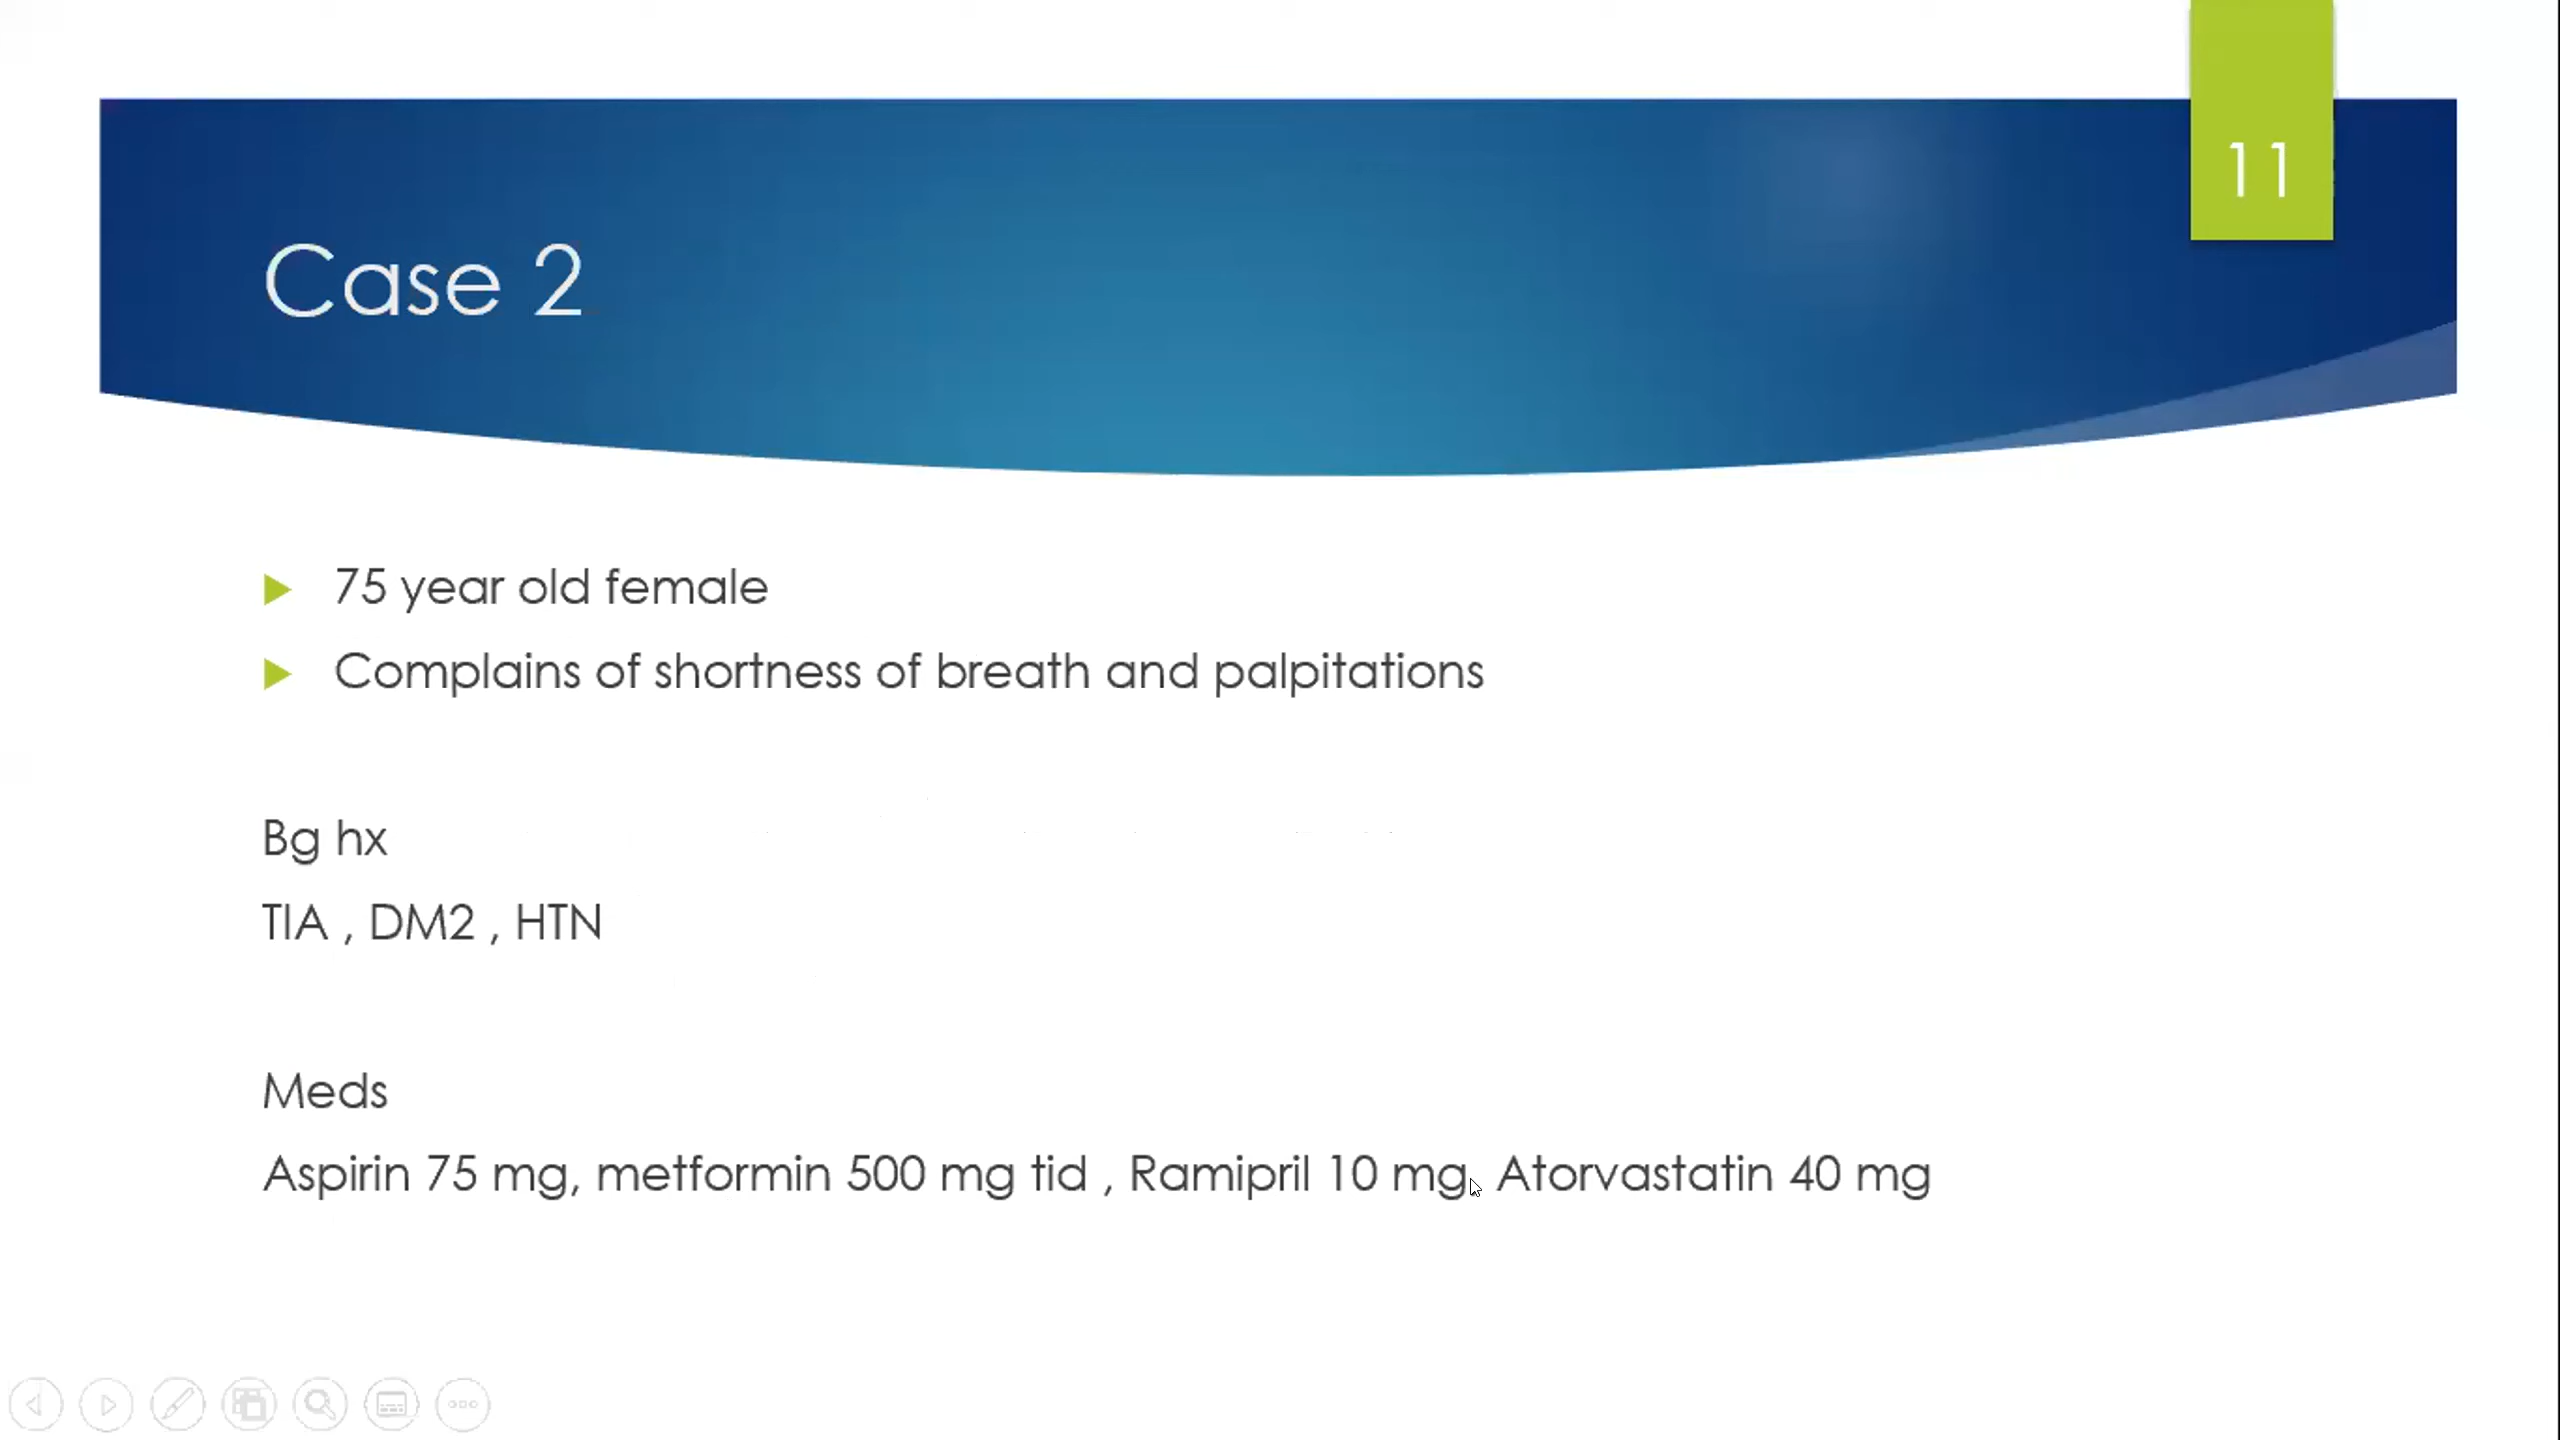 11
Case 2
75 year old female
Complains of shortness of breath and palpitations
Bg hx
TIA , DM2 , HTN
Meds
Aspirin 75 mg, metformin 500 mg tid , Ramipril 10 mg, Atorvastatin 40 mg